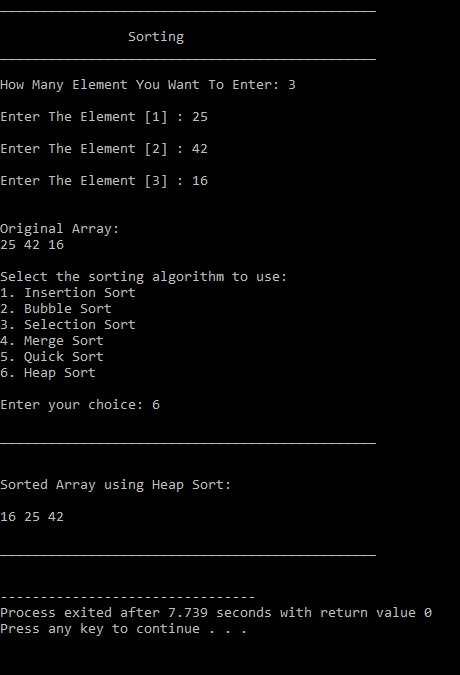 _______________________________________________
Sorting
_______________________________________________
How Many Element You Want To Enter: 3
Enter The Element [1] : 25
Enter The Element [2] : 42
Enter The Element [3] : 16
Original Array:
25 42 16
Select the sorting algorithm to use:
1. Insertion Sort
2. Bubble Sort
3. Selection Sort
4. Merge Sort
5. Quick Sort
6. Heap Sort
Enter your choice: 6
_______________________________________________
Sorted Array using Heap Sort:
16 25 42
_______________________________________________
--------------------------------
Process exited after 7.739 seconds with return value 0
Press any key to continue . . .